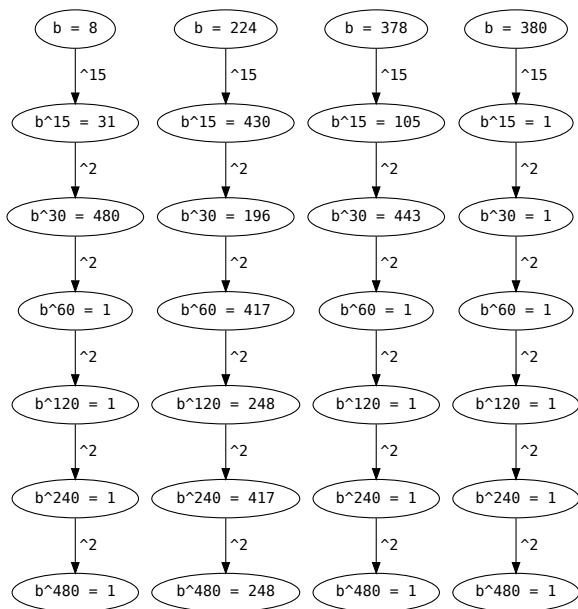 b = 8
b = 224
b = 378
b = 380
^15
^15
^15
^15
b^15 = 31
b^15 = 430
b^15 = 105
b^15 = 1
^2
^2
^2
^2
b^30 = 480
b^30 = 196
b^30 = 443
b^30 = 1
^2
^2
^2
^2
b^60 = 1
b^60 = 417
b^60 = 1
b^60 = 1
^2
^2
^2
^2
b^120 = 1
b^120 = 248
b^120 = 1
b^120 = 1
^2
^2
^2
^2
b^240 = 1
b^240 = 417
b^240 = 1
b^240 = 1
^2
^2
^2
^2
b^480 = 1
b^480 = 248
b^480 = 1
b^480 = 1